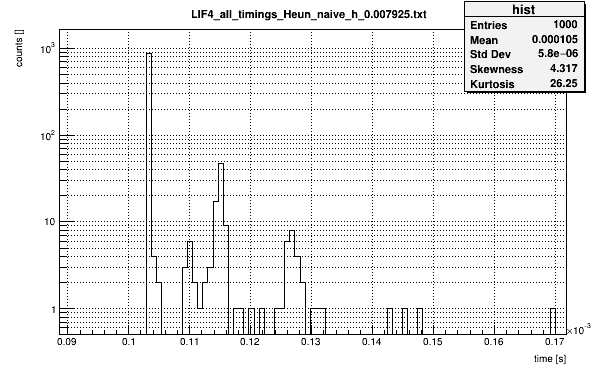 LIF4_all_timings_Heun_naive_h_0.007925.txt
hist
Entries 1000
Mean 0.000105
Std Dev 5.8e−06
Skewness 4.317
Kurtosis 26.25
counts []
10³
10²
10
1
0.09 0.1 0.11 0.12 0.13 0.14 0.15 0.16 0.17
×10⁻³
time [s]